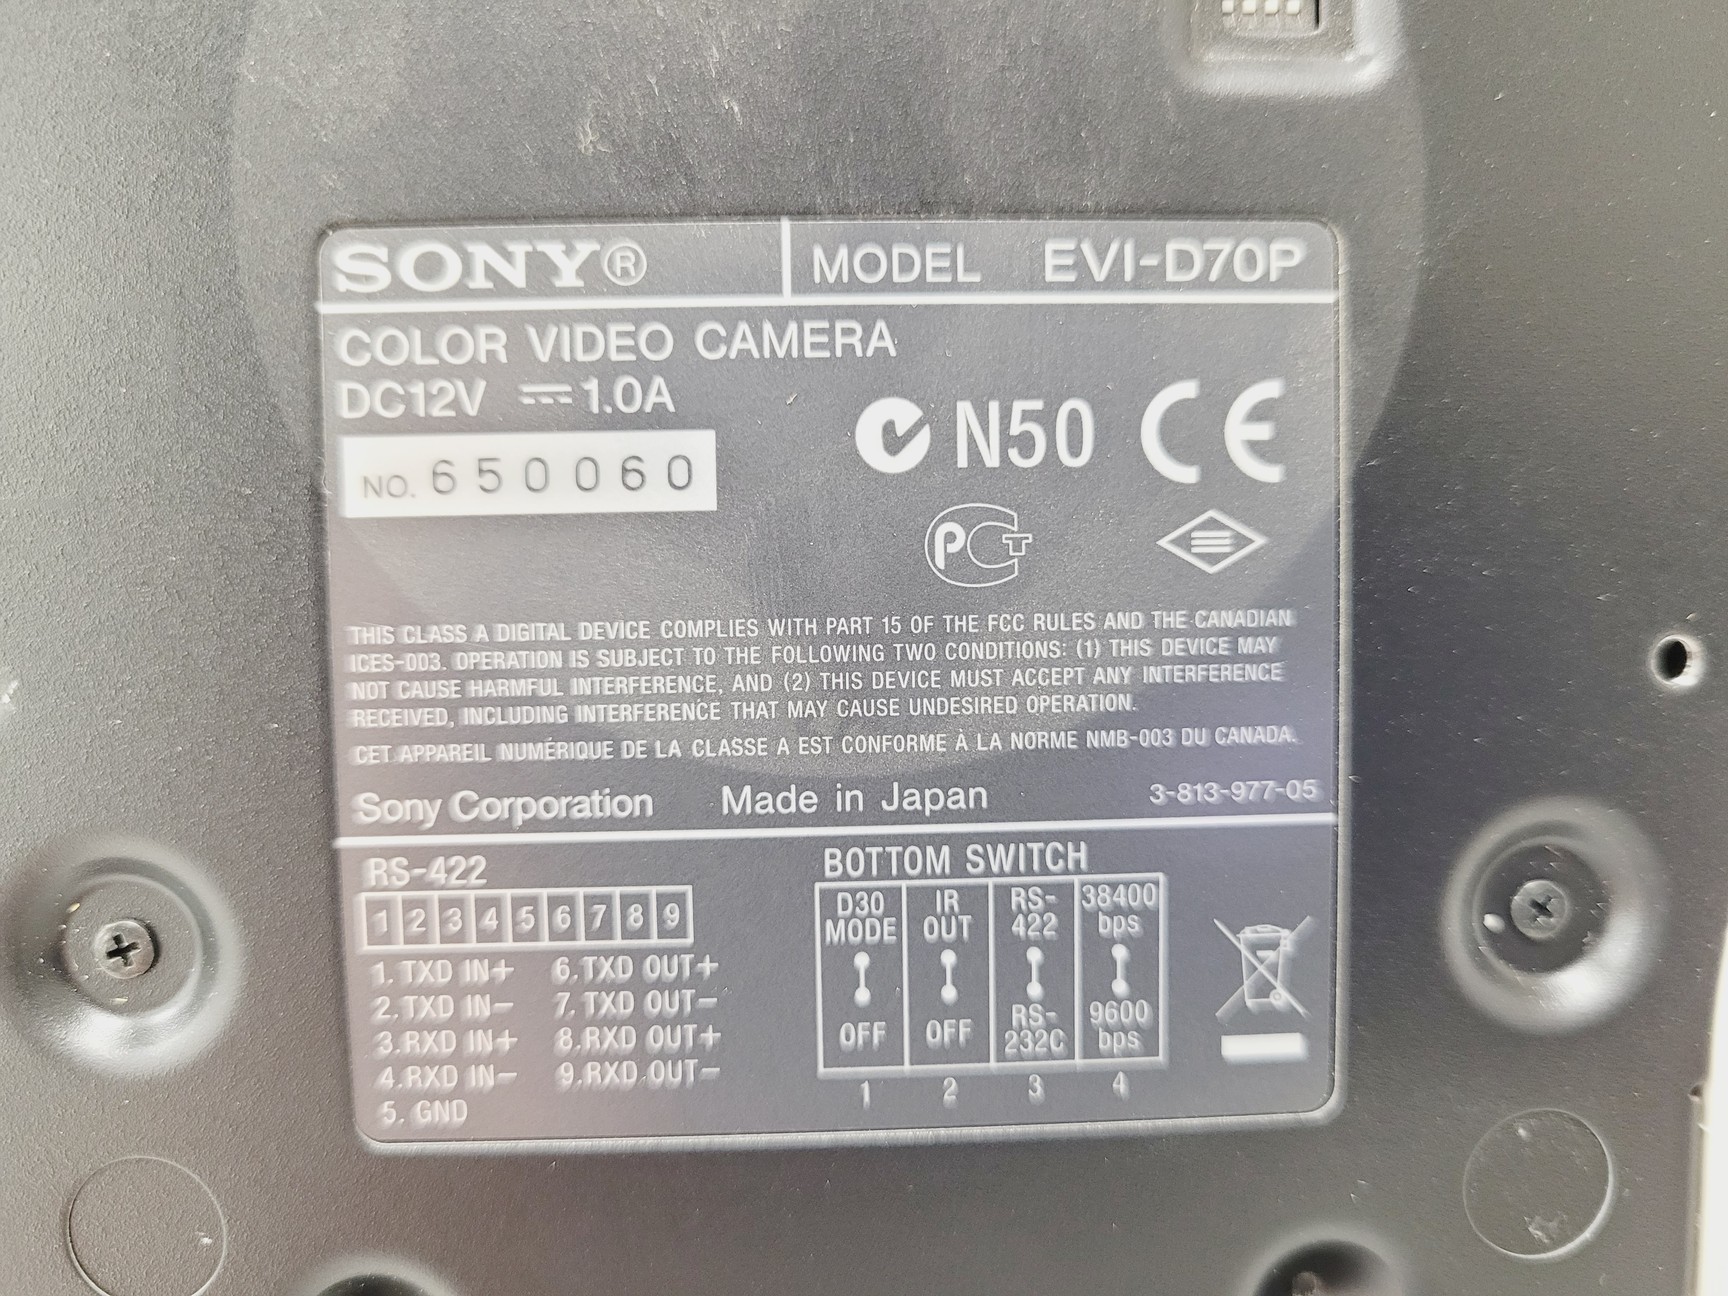 SONY® MODEL EVI-D70P
COLOR VIDEO CAMERA
DC12V ⎓ 1.0A
N50 CE
NO. 650060
PCT
THIS CLASS A DIGITAL DEVICE COMPLIES WITH PART 15 OF THE FCC RULES AND THE CANADIAN
ICES-003. OPERATION IS SUBJECT TO THE FOLLOWING TWO CONDITIONS: (1) THIS DEVICE MAY
NOT CAUSE HARMFUL INTERFERENCE, AND (2) THIS DEVICE MUST ACCEPT ANY INTERFERENCE
RECEIVED, INCLUDING INTERFERENCE THAT MAY CAUSE UNDESIRED OPERATION.
CET APPAREIL NUMÉRIQUE DE LA CLASSE A EST CONFORME À LA NORME NMB-003 DU CANADA.
Sony Corporation Made in Japan 3-813-977-05
RS-422
1 2 3 4 5 6 7 8 9
1.TXD IN+ 6.TXD OUT+
2.TXD IN- 7.TXD OUT-
3.RXD IN+ 8.RXD OUT+
4.RXD IN- 9.RXD OUT-
5. GND
BOTTOM SWITCH
D30 IR RS- 38400
MODE OUT 422 bps
OFF OFF RS- 9600
232C bps
1 2 3 4